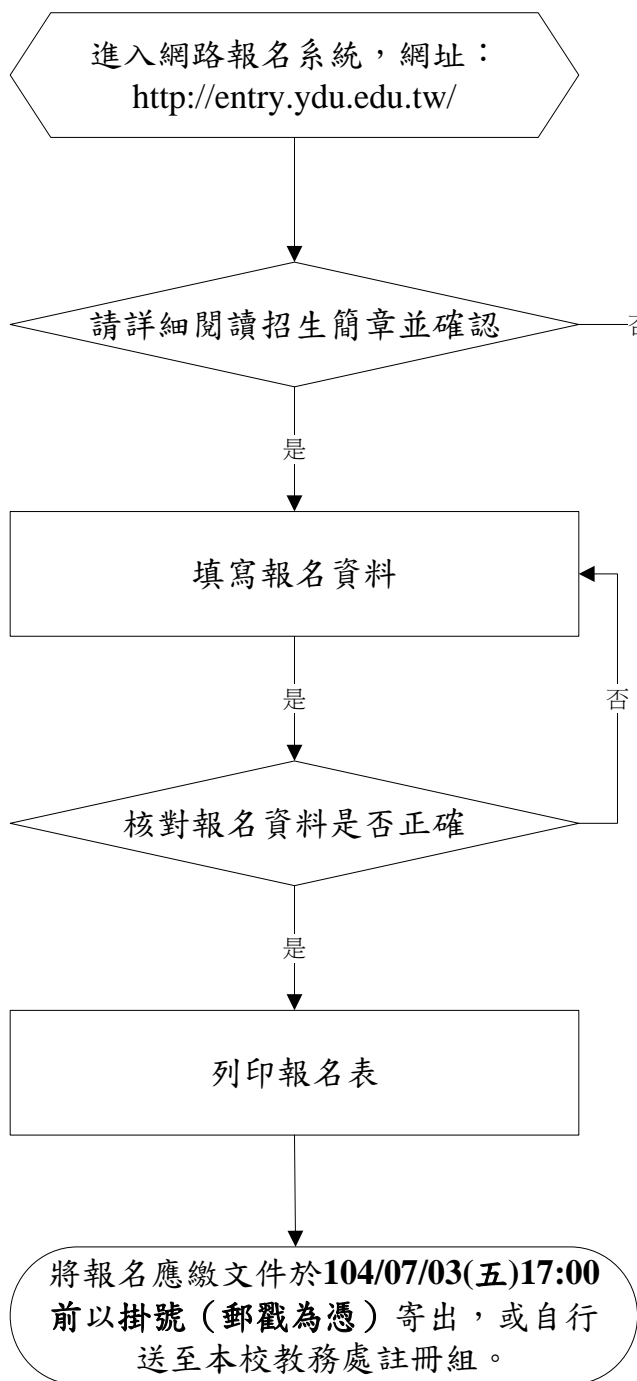 進入網路報名系統，網址：
http://entry.ydu.edu.tw/
請詳細閱讀招生簡章並確認
否
是
填寫報名資料
是
否
核對報名資料是否正確
是
列印報名表
將報名應繳文件於104/07/03(五)17:00
前以掛號（郵戳為憑）寄出，或自行
送至本校教務處註冊組。